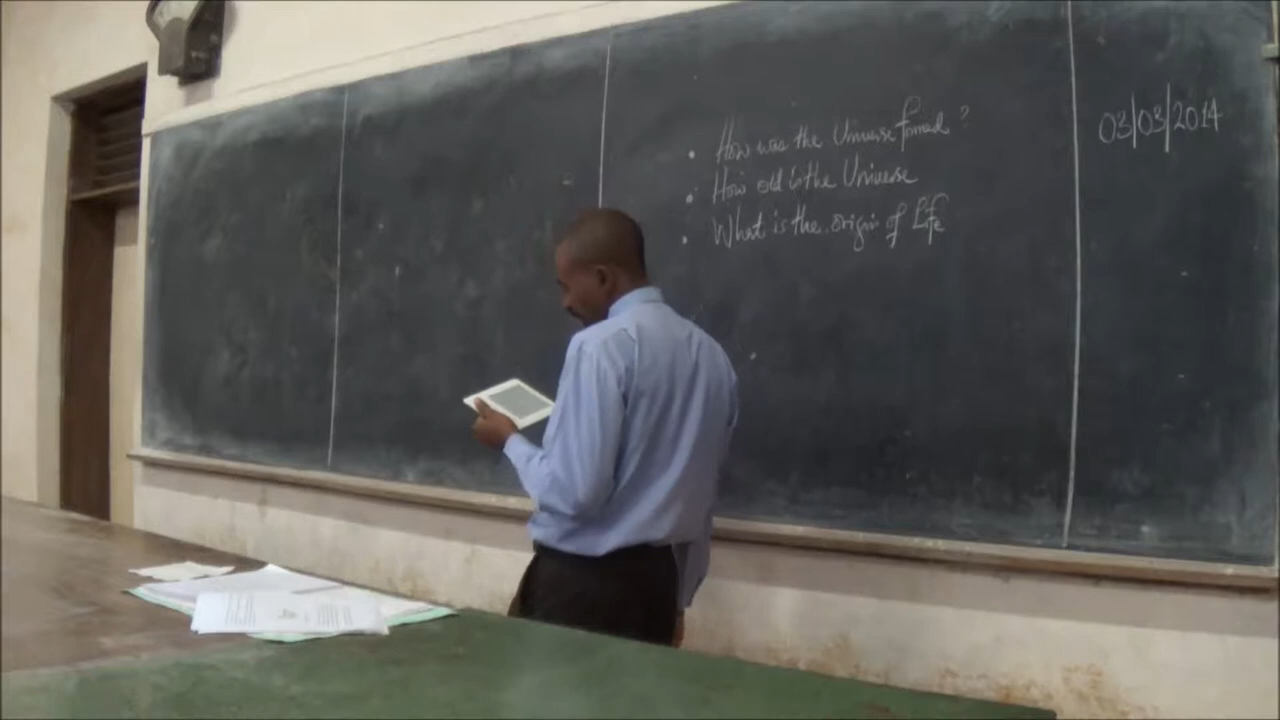 • How was the Universe formed ?
• How old is the Universe
• What is the origin of Life
03|03|2014